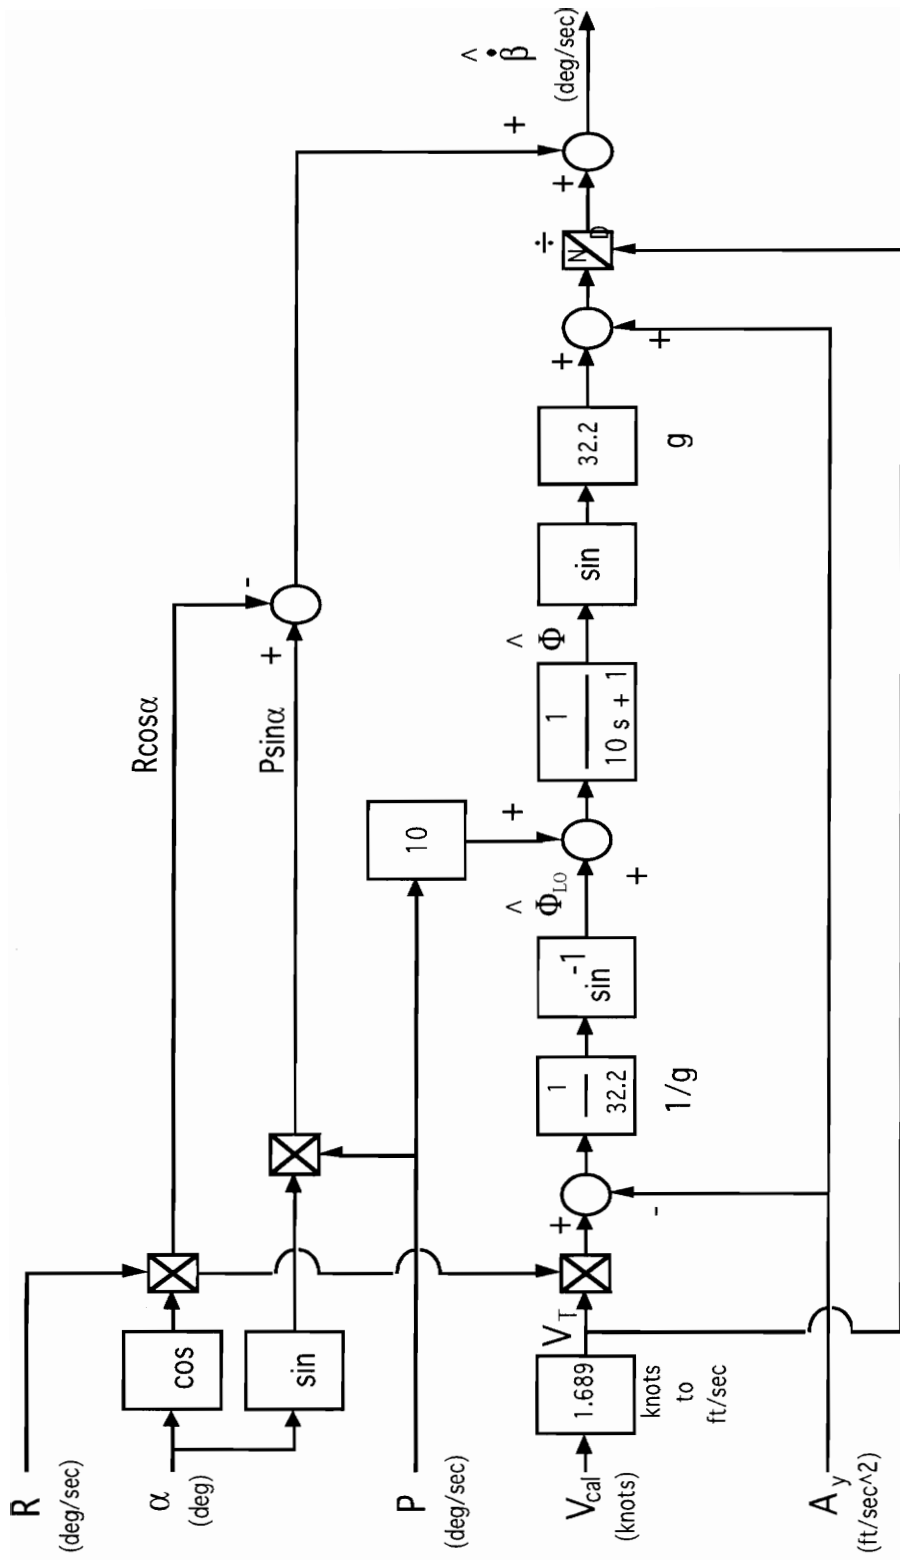 R
(deg/sec)
α
(deg)
cos
sin
Rcosα
Psinα
-
+
P
(deg/sec)
10
+
V_cal
(knots)
1.689
knots
to
ft/sec
V_T
+
-
1
32.2
1/g
sin^-1
^
Φ_LO
+
1
10 s + 1
^
Φ
sin
32.2
g
+
+
÷
N
D
+
+
^
β̇
(deg/sec)
A_y
(ft/sec^2)